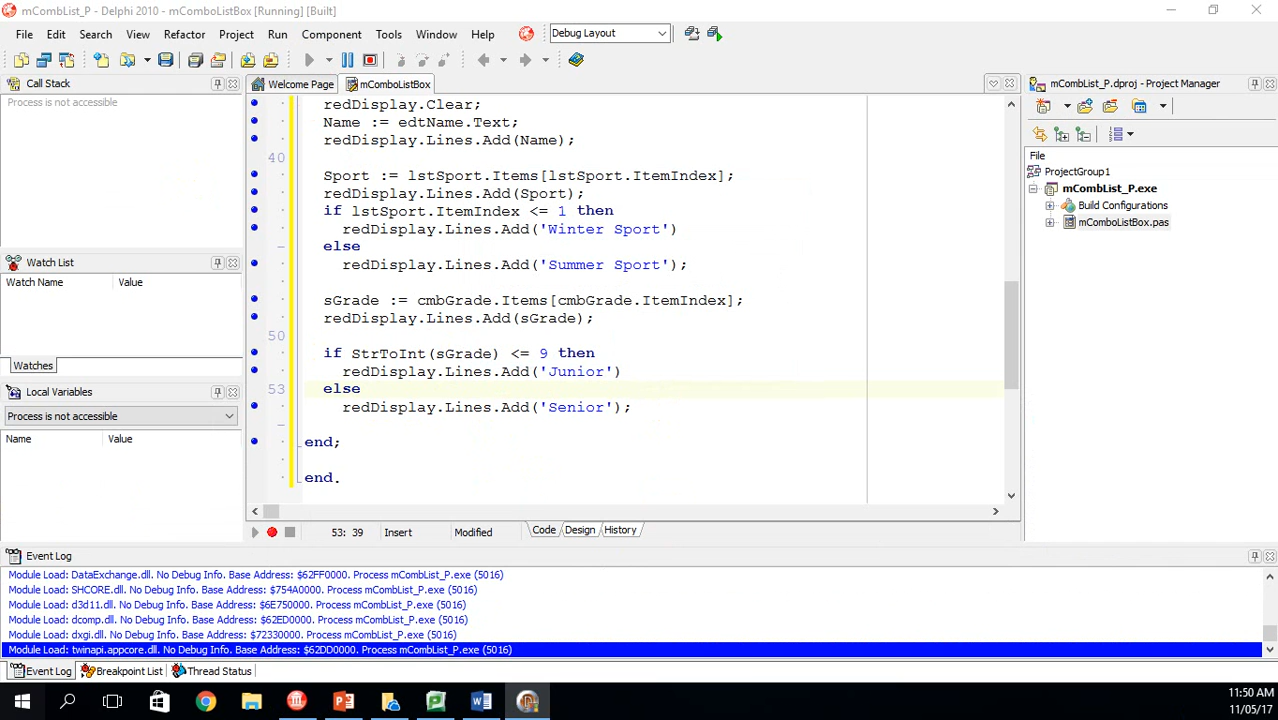 mCombList_P - Delphi 2010 - mComboListBox [Running] [Built]
File Edit Search View Refactor Project Run Component Tools Window Help Debug Layout
Call Stack
Process is not accessible
Watch List
Watch Name Value
Watches
Local Variables
Process is not accessible
Name Value
Welcome Page mComboListBox
redDisplay.Clear;
Name := edtName.Text;
redDisplay.Lines.Add(Name);
40
Sport := lstSport.Items[lstSport.ItemIndex];
redDisplay.Lines.Add(Sport);
if lstSport.ItemIndex <= 1 then
redDisplay.Lines.Add('Winter Sport')
else
redDisplay.Lines.Add('Summer Sport');
sGrade := cmbGrade.Items[cmbGrade.ItemIndex];
redDisplay.Lines.Add(sGrade);
50
if StrToInt(sGrade) <= 9 then
redDisplay.Lines.Add('Junior')
53 else
redDisplay.Lines.Add('Senior');
end;
end.
53: 39 Insert Modified Code Design History
mCombList_P.dproj - Project Manager
File
ProjectGroup1
mCombList_P.exe
Build Configurations
mComboListBox.pas
Event Log
Module Load: DataExchange.dll. No Debug Info. Base Address: $62FF0000. Process mCombList_P.exe (5016)
Module Load: SHCORE.dll. No Debug Info. Base Address: $754A0000. Process mCombList_P.exe (5016)
Module Load: d3d11.dll. No Debug Info. Base Address: $6E750000. Process mCombList_P.exe (5016)
Module Load: dcomp.dll. No Debug Info. Base Address: $62ED0000. Process mCombList_P.exe (5016)
Module Load: dxgi.dll. No Debug Info. Base Address: $72330000. Process mCombList_P.exe (5016)
Module Load: twinapi.appcore.dll. No Debug Info. Base Address: $62DD0000. Process mCombList_P.exe (5016)
Event Log Breakpoint List Thread Status
11:50 AM
11/05/17